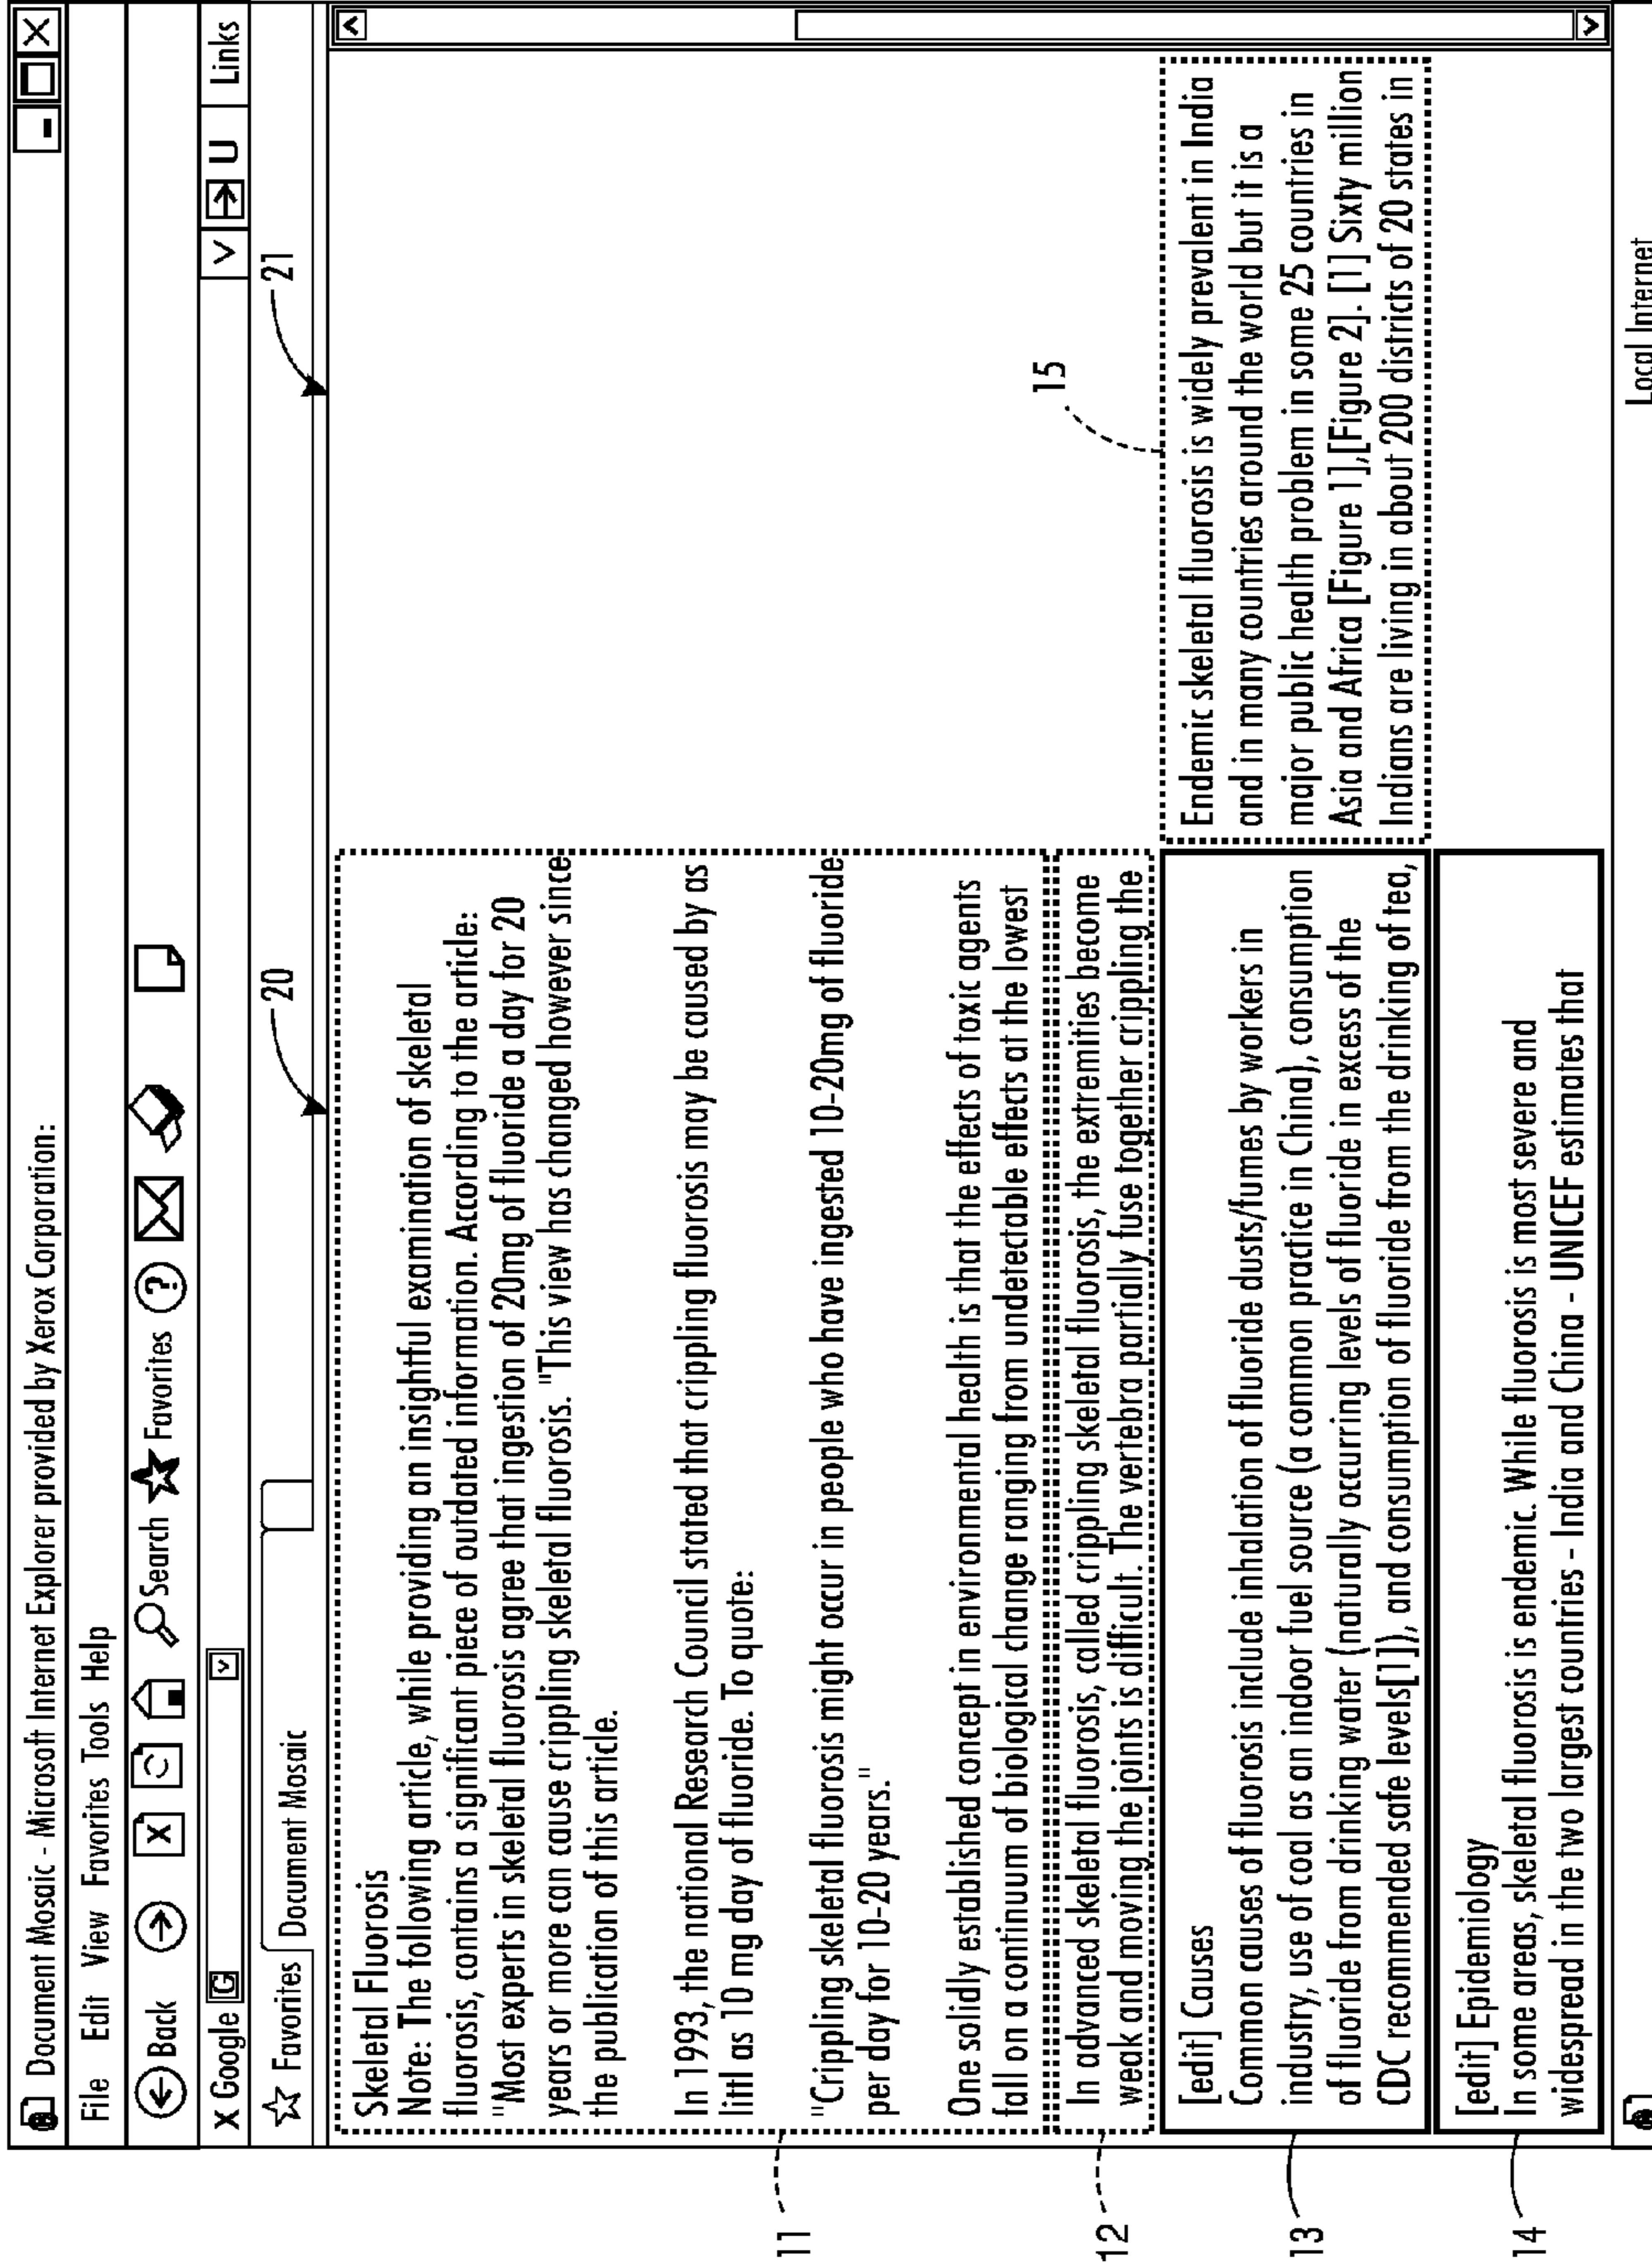 Document Mosaic - Microsoft Internet Explorer provided by Xerox Corporation:
File Edit View Favorites Tools Help
Back X Search Favorites ?
X Google G V V U Links
Favorites Document Mosaic
20
21
Skeletal Fluorosis
Note: The following article, while providing an insightful examination of skeletal
fluorosis, contains a significant piece of outdated information. According to the article:
"Most experts in skeletal fluorosis agree that ingestion of 20mg of fluoride a day for 20
years or more can cause crippling skeletal fluorosis. "This view has changed however since
the publication of this article.
In 1993, the national Research Council stated that crippling fluorosis may be caused by as
littl as 10 mg day of fluoride. To quote:
"Crippling skeletal fluorosis might occur in people who have ingested 10-20mg of fluoride
per day for 10-20 years."
One solidly established concept in environmental health is that the effects of toxic agents
fall on a continuum of biological change ranging from undetectable effects at the lowest
11
In advanced skeletal fluorosis, called crippling skeletal fluorosis, the extremities become
weak and moving the joints is difficult. The vertebra partially fuse together crippling the
12
[edit] Causes
Common causes of fluorosis include inhalation of fluoride dusts/fumes by workers in
industry, use of coal as an indoor fuel source (a common practice in China), consumption
of fluoride from drinking water (naturally occurring levels of fluoride in excess of the
CDC recommended safe levels[1]), and consumption of fluoride from the drinking of tea,
13
15
Endemic skeletal fluorosis is widely prevalent in India
and in many countries around the world but it is a
major public health problem in some 25 countries in
Asia and Africa [Figure 1],[Figure 2]. [1] Sixty million
Indians are living in about 200 districts of 20 states in
[edit] Epidemiology
In some areas, skeletal fluorosis is endemic. While fluorosis is most severe and
widespread in the two largest countries - India and China - UNICEF estimates that
14
Local Internet